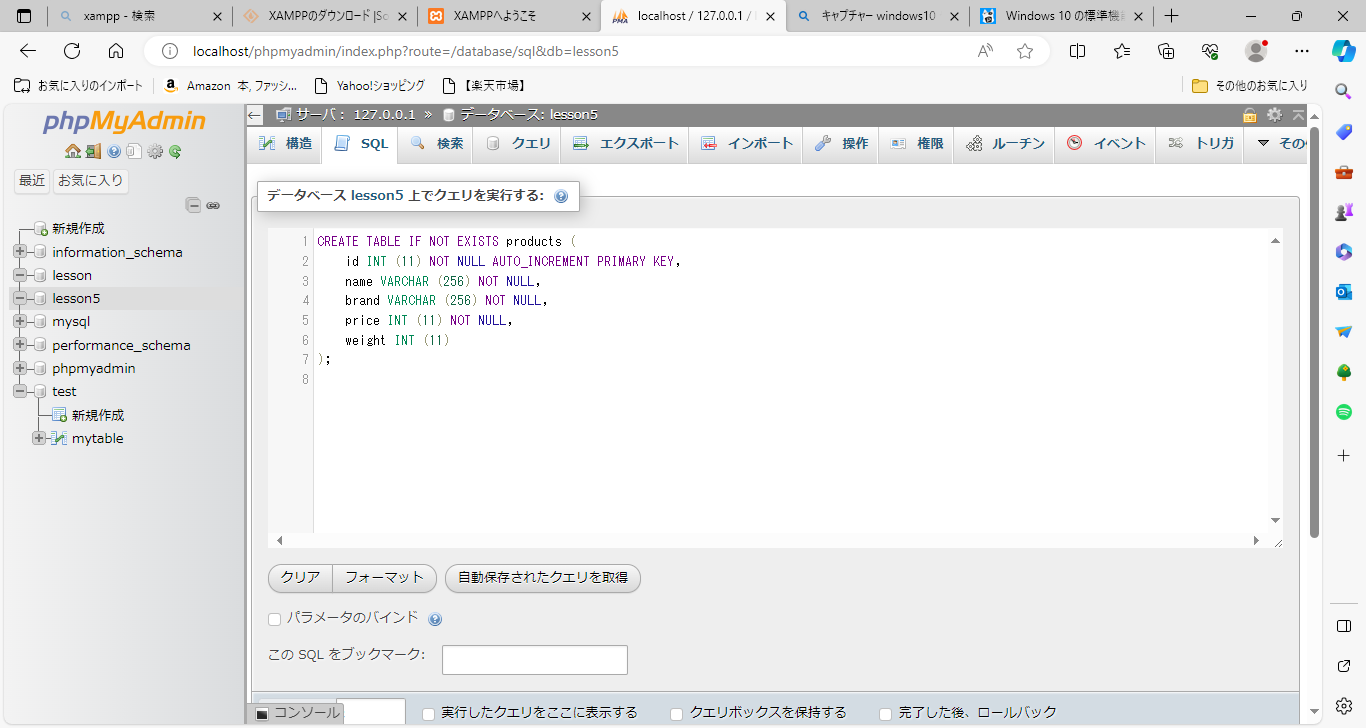 xampp - 検索
XAMPPのダウンロード |Sc
XAMPPへようこそ
localhost / 127.0.0.1 / l
キャプチャー windows10
Windows 10 の標準機能
localhost/phpmyadmin/index.php?route=/database/sql&db=lesson5
お気に入りのインポート
Amazon 本, ファッシ...
Yahoo!ショッピング
【楽天市場】
その他のお気に入り
phpMyAdmin
最近
お気に入り
新規作成
information_schema
lesson
lesson5
mysql
performance_schema
phpmyadmin
test
新規作成
mytable
サーバ: 127.0.0.1 » データベース: lesson5
構造
SQL
検索
クエリ
エクスポート
インポート
操作
権限
ルーチン
イベント
トリガ
その
データベース lesson5 上でクエリを実行する:
1 CREATE TABLE IF NOT EXISTS products (
2 id INT (11) NOT NULL AUTO_INCREMENT PRIMARY KEY,
3 name VARCHAR (256) NOT NULL,
4 brand VARCHAR (256) NOT NULL,
5 price INT (11) NOT NULL,
6 weight INT (11)
7 );
8
クリア
フォーマット
自動保存されたクエリを取得
パラメータのバインド
この SQL をブックマーク:
コンソール
実行したクエリをここに表示する
クエリボックスを保持する
完了した後、ロールバック